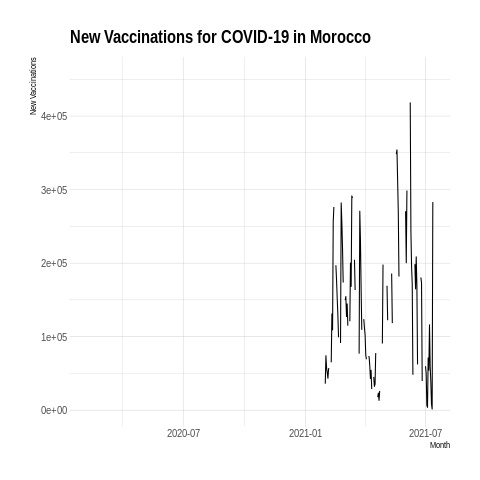 New Vaccinations for COVID-19 in Morocco
New Vaccinations
4e+05
3e+05
2e+05
1e+05
0e+00
2020-07 2021-01 2021-07
Month